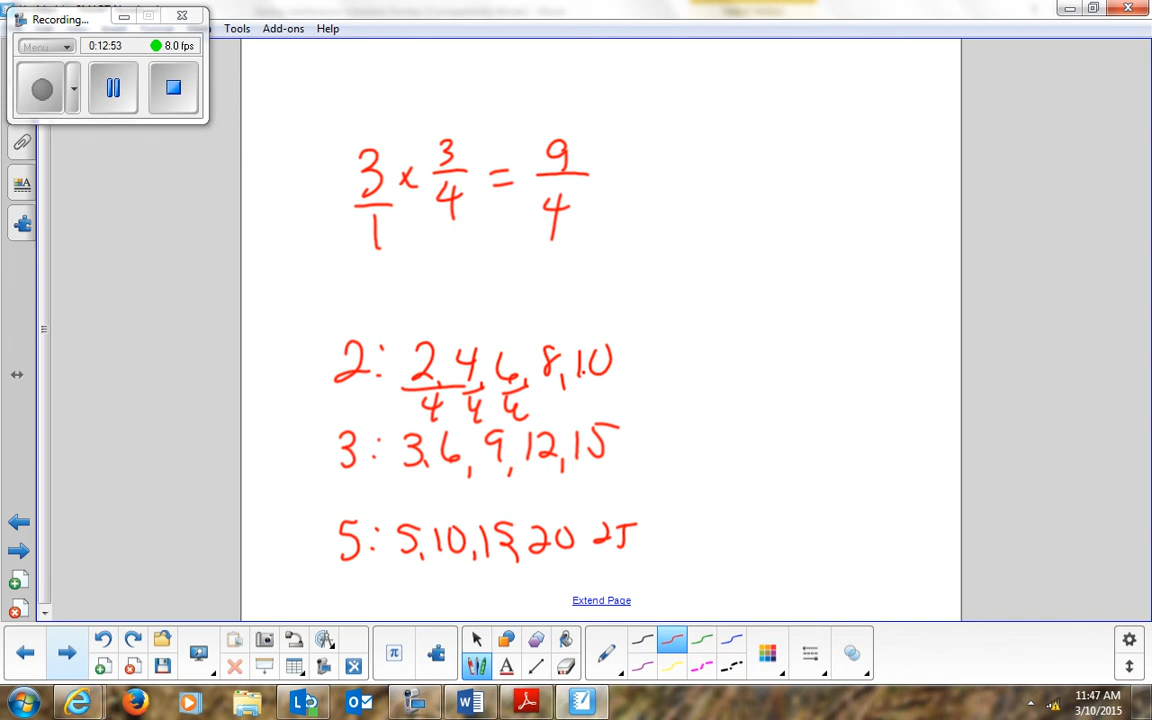 Recording...
Menu
0:12:53
8.0 fps
Tools Add-ons Help
3/1 × 3/4 = 9/4
2: 2, 4, 6, 8, 10
4 4 4
3: 3, 6, 9, 12, 15
5: 5, 10, 15, 20 25
Extend Page
11:47 AM
3/10/2015